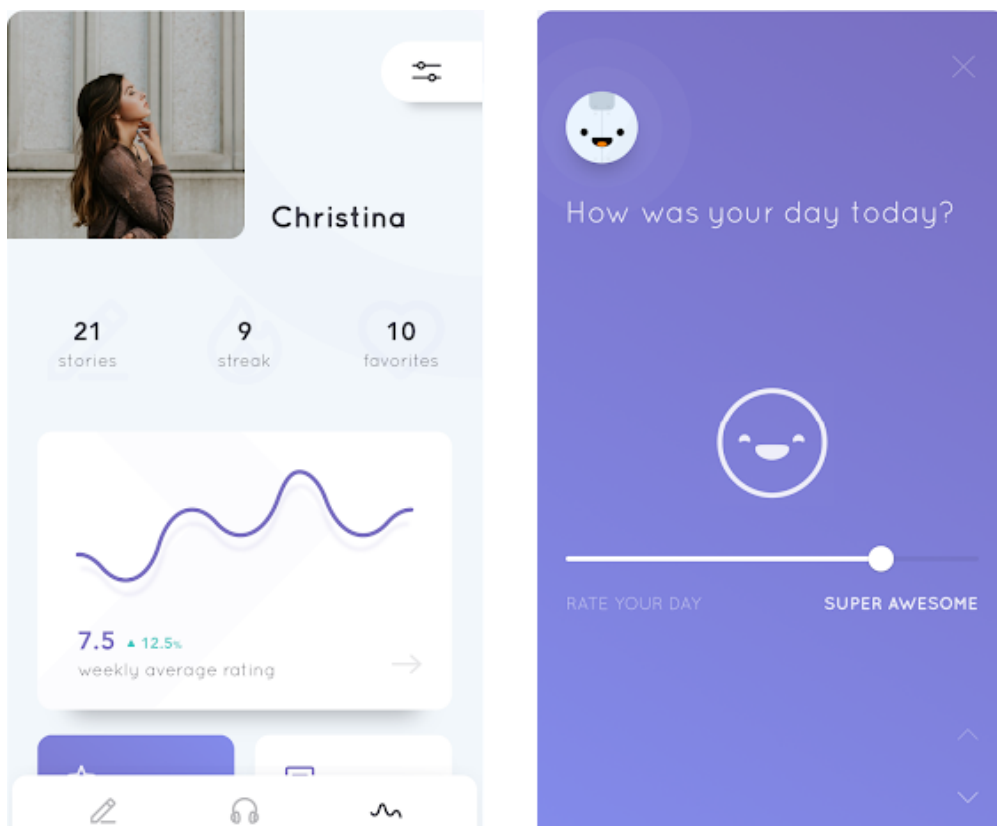 Christina
21 9 10
stories streak favorites
7.5 ▲ 12.5%
weekly average rating
How was your day today?
RATE YOUR DAY SUPER AWESOME